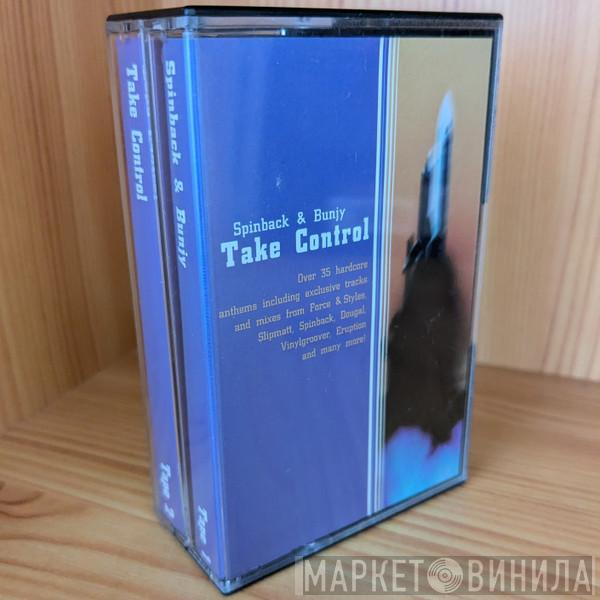 Take Control
Tape 2
Spinback & Bunjy
Tape 1
Spinback & Bunjy
Take Control
Over 35 hardcore
anthems including exclusive tracks
and mixes from Force & Styles,
Slipmatt, Spinback, Dougal,
Vinylgroover, Eruption
and many more!
МАРКЕТ ВИНИЛА